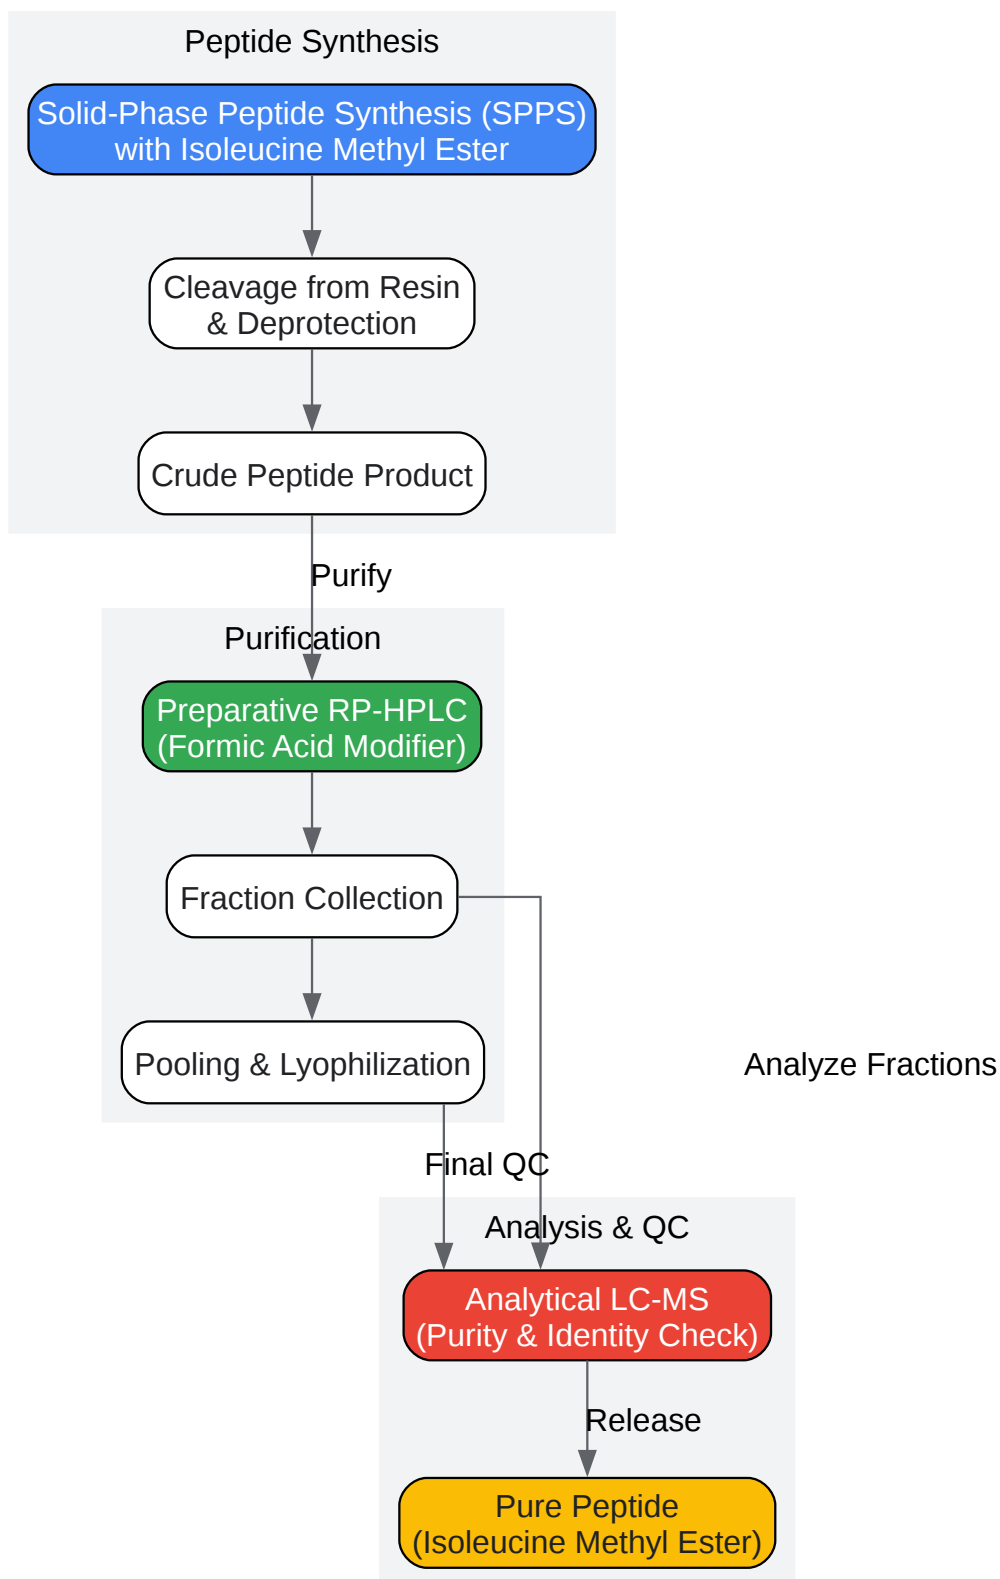 Peptide Synthesis
Solid-Phase Peptide Synthesis (SPPS)
with Isoleucine Methyl Ester
Cleavage from Resin
& Deprotection
Crude Peptide Product
Purify
Purification
Preparative RP-HPLC
(Formic Acid Modifier)
Fraction Collection
Pooling & Lyophilization
Analyze Fractions
Final QC
Analysis & QC
Analytical LC-MS
(Purity & Identity Check)
Release
Pure Peptide
(Isoleucine Methyl Ester)